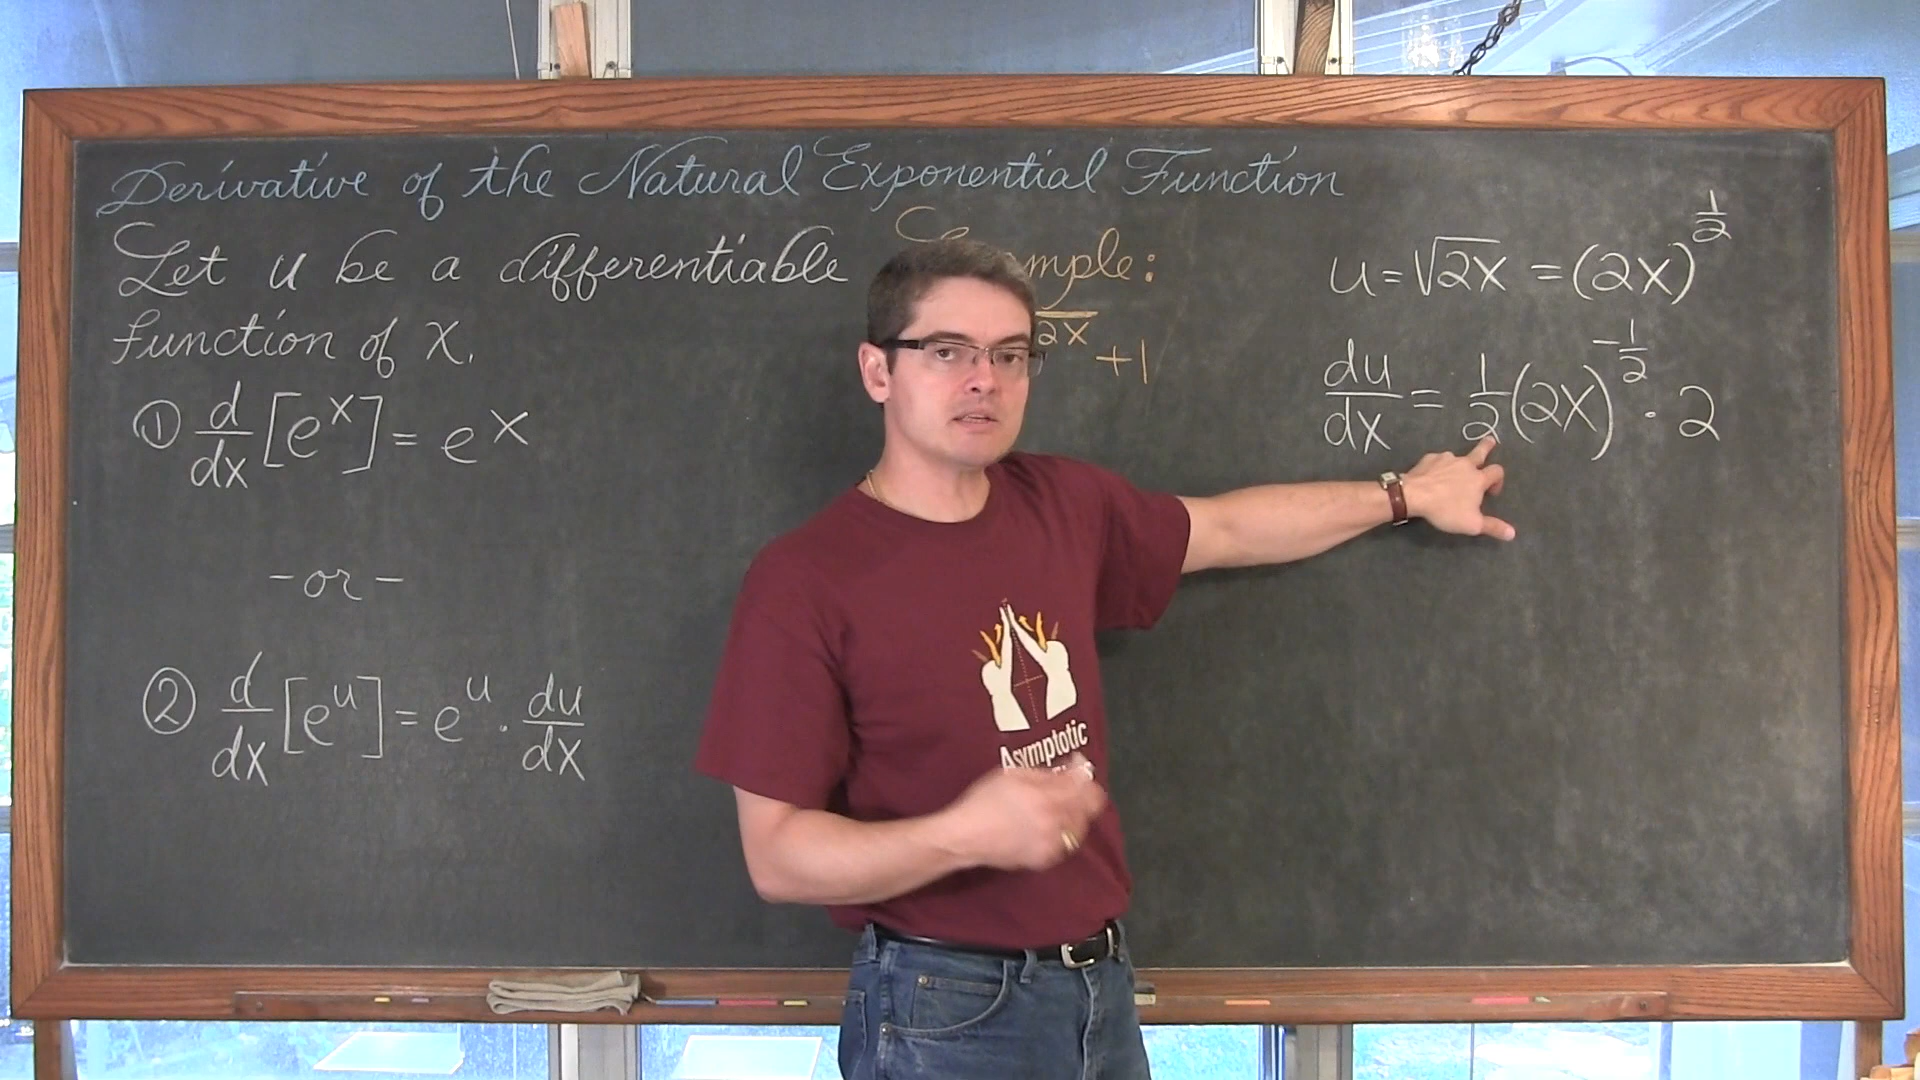 Derivative of the Natural Exponential Function
Let u be a differentiable
function of x.
① d/dx [e^x] = e^x
-or-
② d/dx [e^u] = e^u · du/dx
mple:
√2x +1
u = √2x = (2x)^1/2
du/dx = 1/2 (2x)^-1/2 · 2
Asymptotic